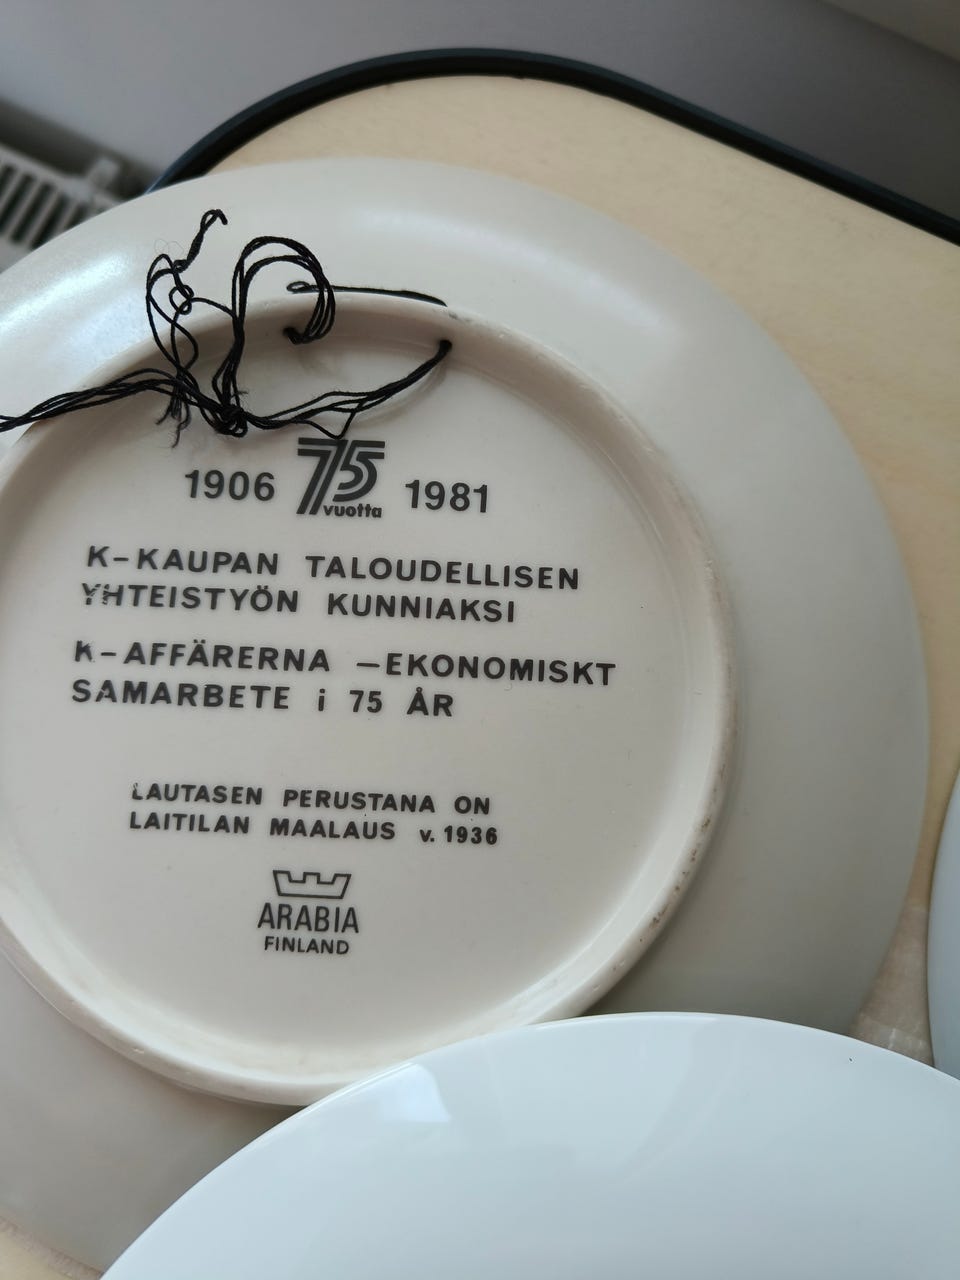 1906 75 vuotta 1981
K-KAUPAN TALOUDELLISEN
YHTEISTYÖN KUNNIAKSI
K-AFFÄRERNA -EKONOMISKT
SAMARBETE i 75 ÅR
LAUTASEN PERUSTANA ON
LAITILAN MAALAUS v. 1936
ARABIA
FINLAND